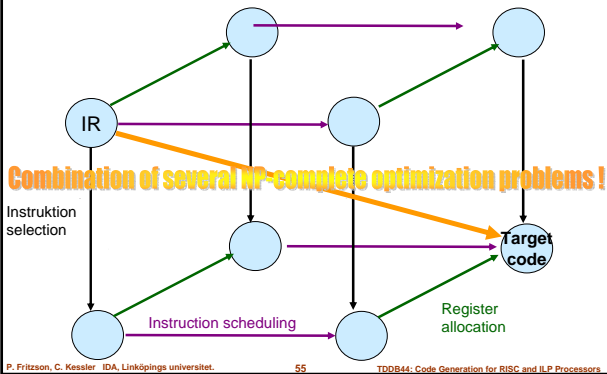 IR
Combination of several NP-complete optimization problems !
Instruktion
selection
Target
code
Instruction scheduling
Register
allocation
P. Fritzson, C. Kessler IDA, Linköpings universitet.
55
TDDB44: Code Generation for RISC and ILP Processors